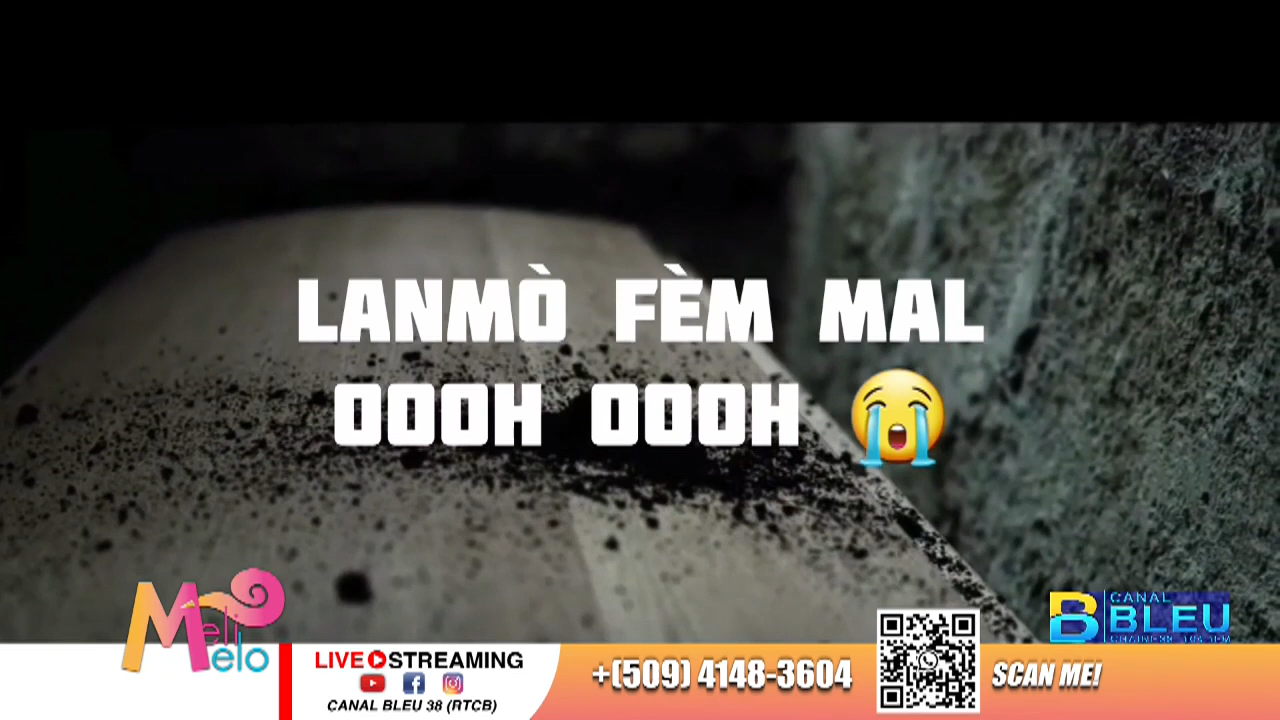 LANMÒ FÈM MAL
OOOH OOOH 😭
Mêli
Melo
LIVE STREAMING
CANAL BLEU 38 (RTCB)
+(509) 4148-3604
SCAN ME!
CANAL
BLEU